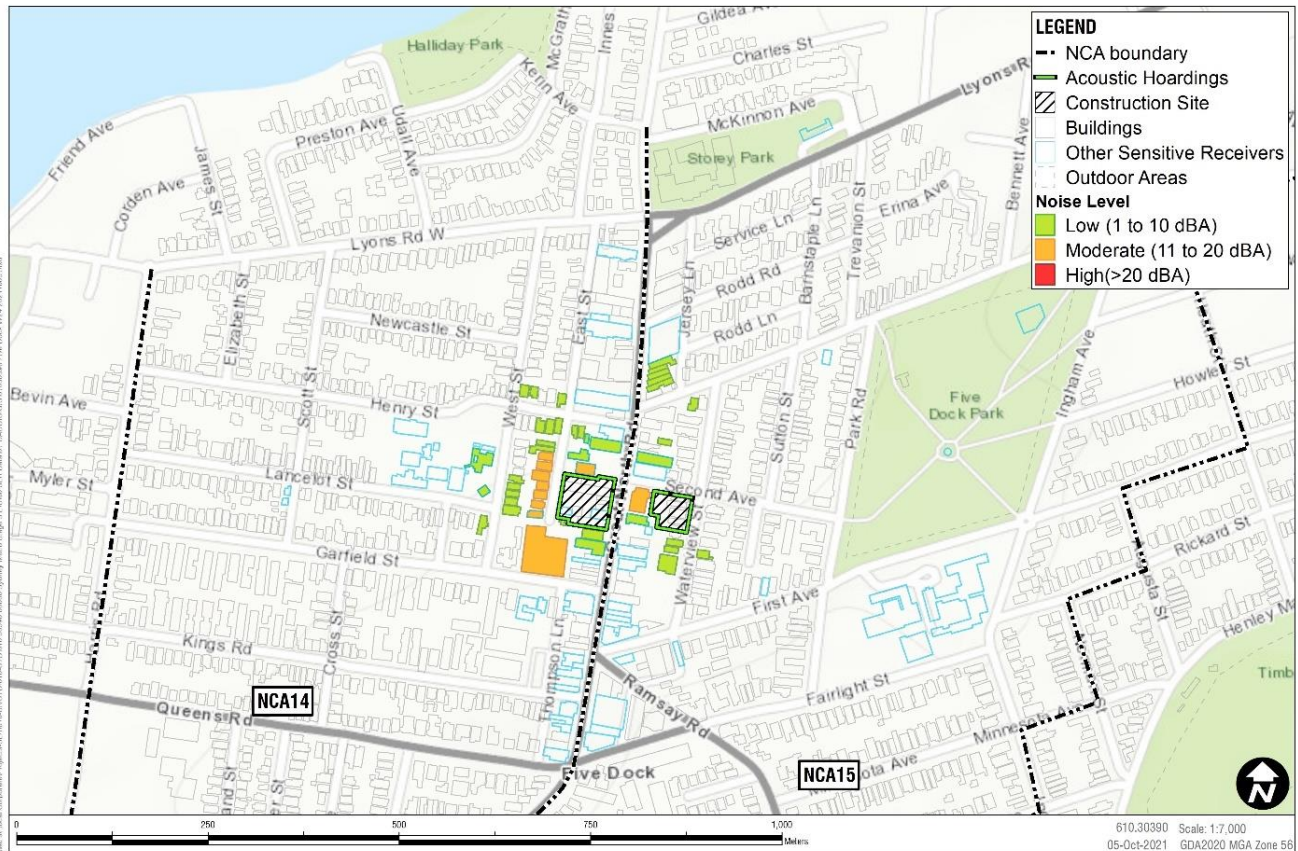 Gildea Ave
Halliday Park
McGrath
Innes
Charles St
Kerin Ave
Lyons Rd
McKinnon Ave
Friend Ave
Preston Ave
Udall Ave
James St
Storey Park
Bennett Ave
Corden Ave
Lyons Rd W
Service Ln
Erina Ave
Jersey Ln
Barnstaple Ln
Trevanion St
Rodd Rd
Elizabeth St
Newcastle St
East St
Rodd Ln
Scott St
West St
Bevin Ave
Henry St
Sutton St
Park Rd
Five
Dock Park
Ingham Ave
Myler St
Lancelot St
Second Ave
Waterview St
Garfield St
Rickard St
First Ave
Kings Rd
Cross St
Thompson Ln
Ramsay Rd
Fairlight St
Queens Rd
Five Dock
NCA14
NCA15
LEGEND
NCA boundary
Acoustic Hoardings
Construction Site
Buildings
Other Sensitive Receivers
Outdoor Areas
Noise Level
Low (1 to 10 dBA)
Moderate (11 to 20 dBA)
High(>20 dBA)
N
0
250
500
750
1,000
Meters
610.30390 Scale: 1:7,000
05-Oct-2021 GDA2020 MGA Zone 56